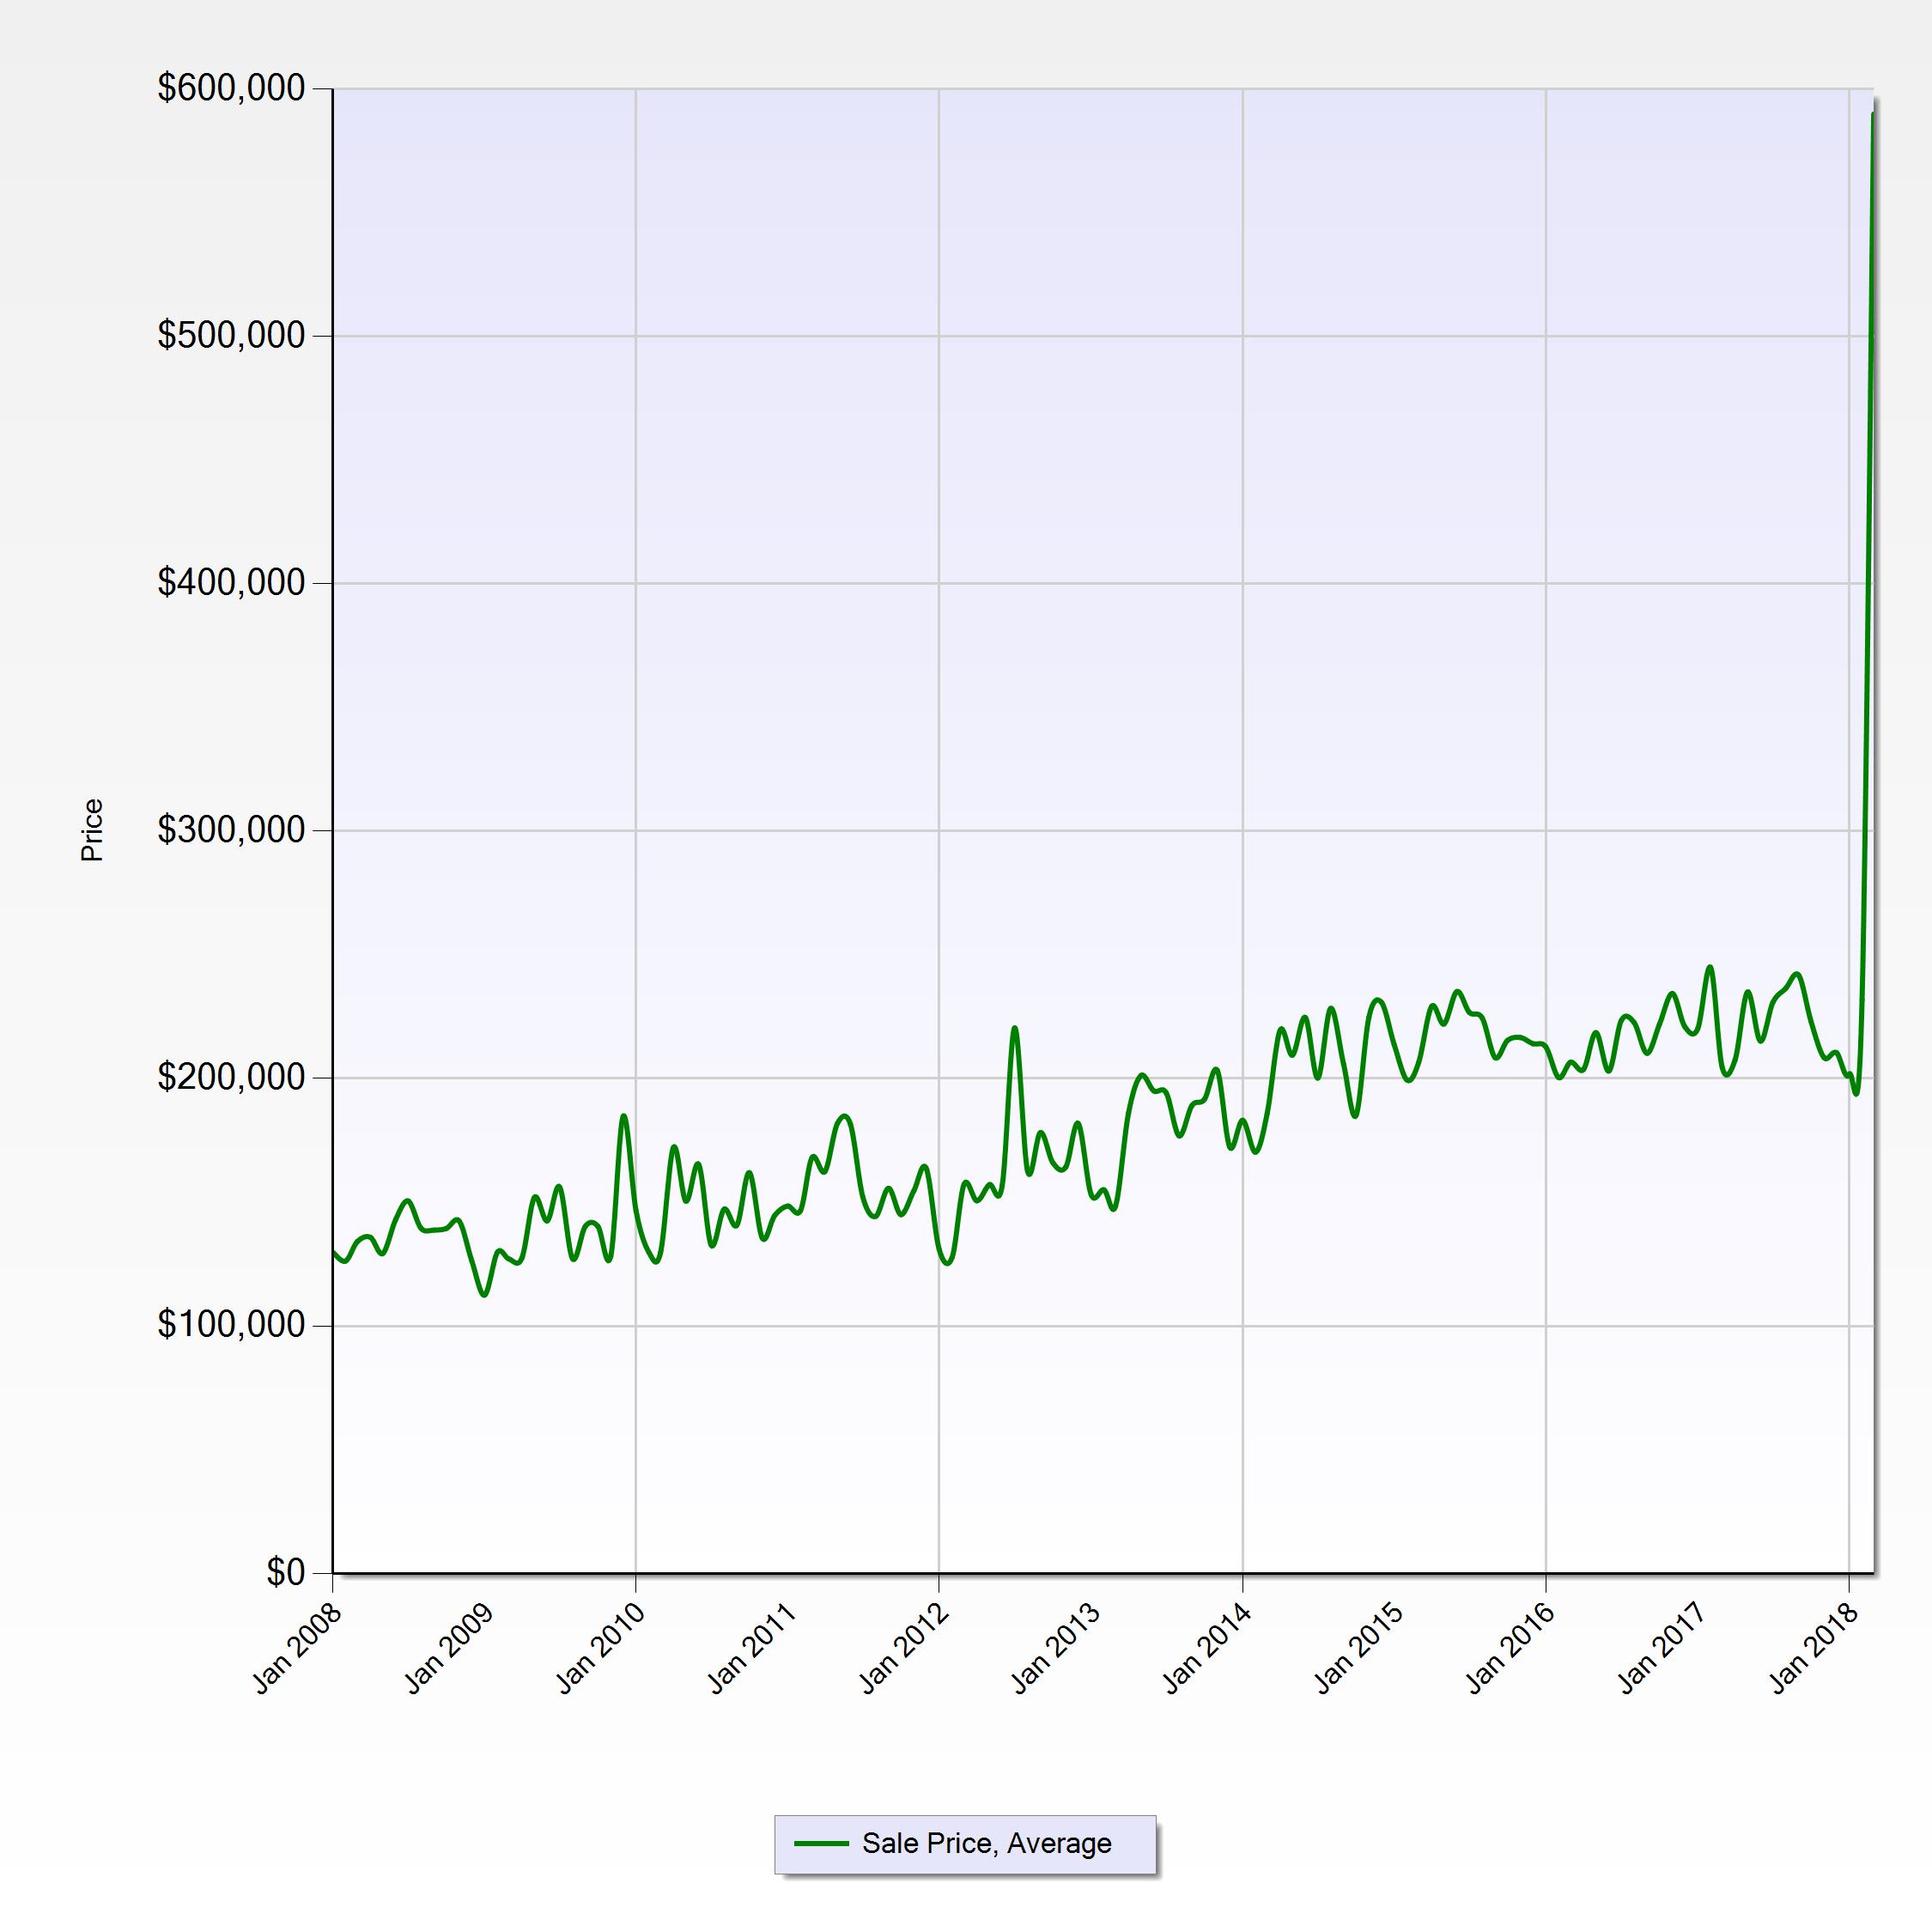 $600,000
$500,000
$400,000
$300,000
$200,000
$100,000
$0
Price
Jan 2008
Jan 2009
Jan 2010
Jan 2011
Jan 2012
Jan 2013
Jan 2014
Jan 2015
Jan 2016
Jan 2017
Jan 2018
Sale Price, Average